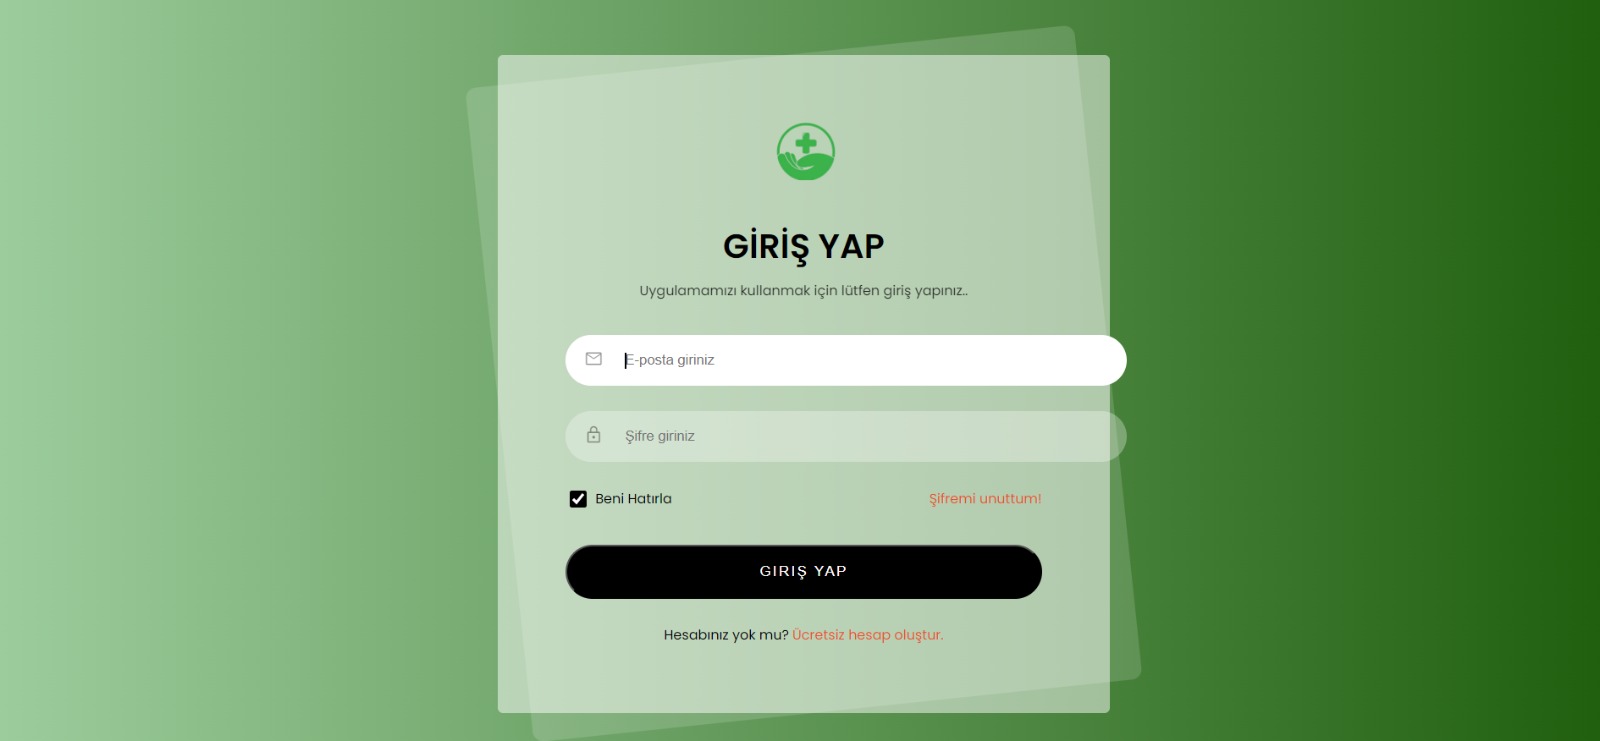 GİRİŞ YAP
Uygulamamızı kullanmak için lütfen giriş yapınız..
E-posta giriniz
Şifre giriniz
Beni Hatırla Şifremi unuttum!
GIRIŞ YAP
Hesabınız yok mu? Ücretsiz hesap oluştur.